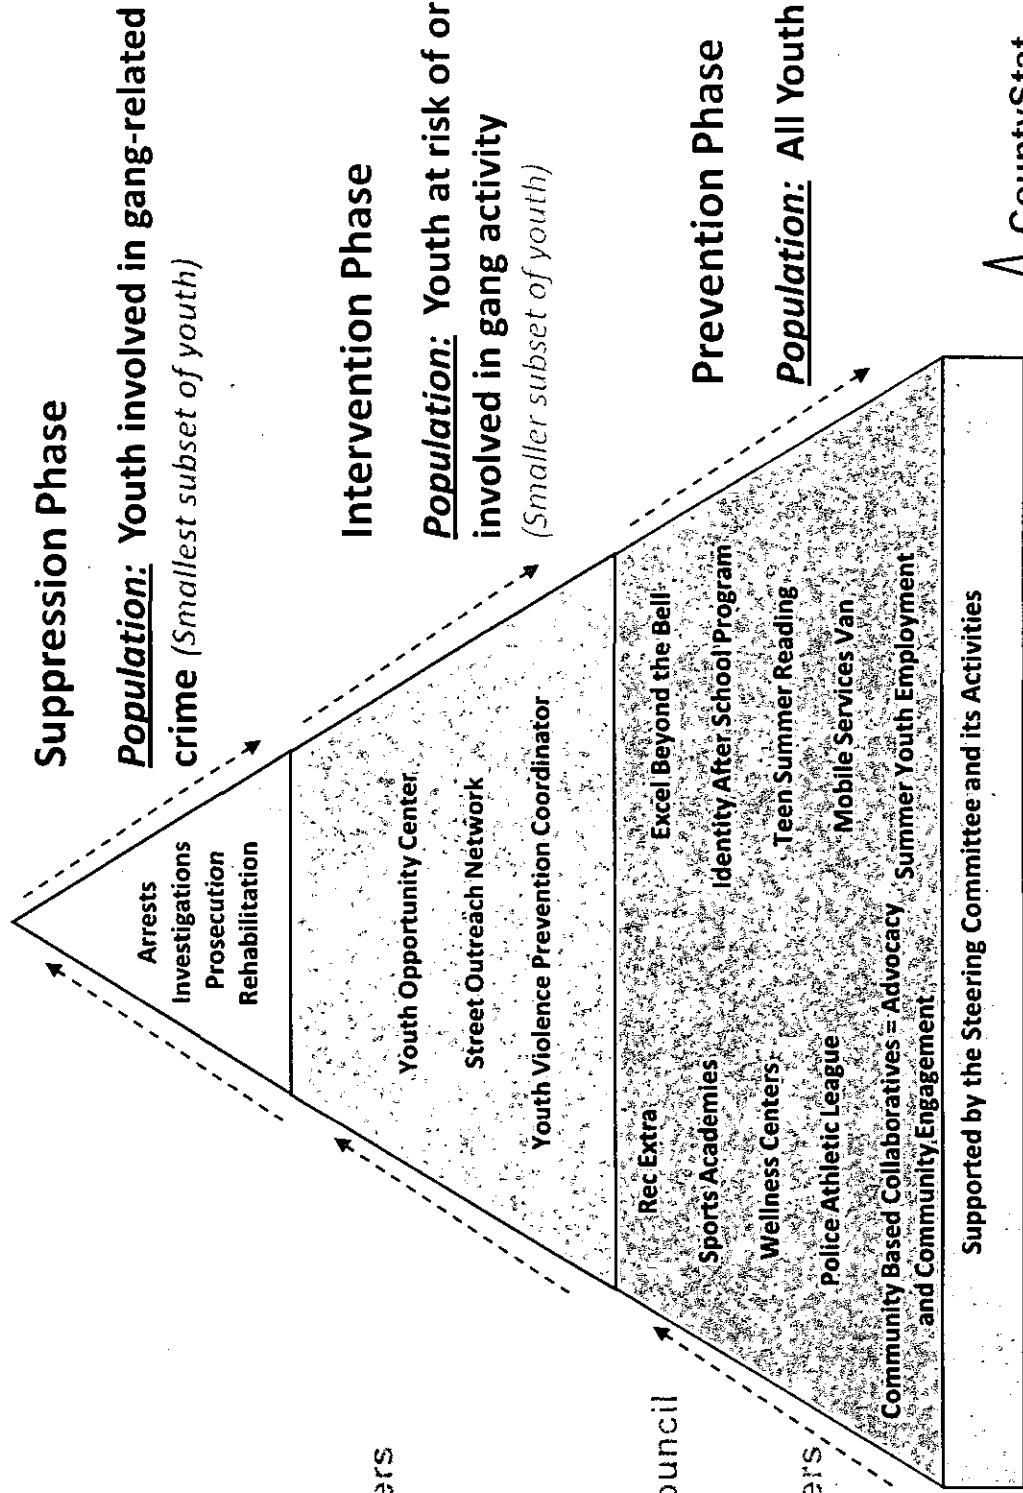 Suppression Phase
Population: Youth involved in gang-related
crime (Smallest subset of youth)
Arrests
Investigations
Prosecution
Rehabilitation
Intervention Phase
Population: Youth at risk of or
involved in gang activity
(Smaller subset of youth)
Youth Opportunity Center
Street Outreach Network
Youth Violence Prevention Coordinator
ers
Prevention Phase
Population: All Youth
Rec Extra
Sports Academies
Wellness Centers
Police Athletic League
Community Based Collaboratives = Advocacy
and Community Engagement
Excel Beyond the Bell
Identity After School Program
Teen Summer Reading
Mobile Services Van
Summer Youth Employment
ouncil
ers
Supported by the Steering Committee and its Activities
CountyStat